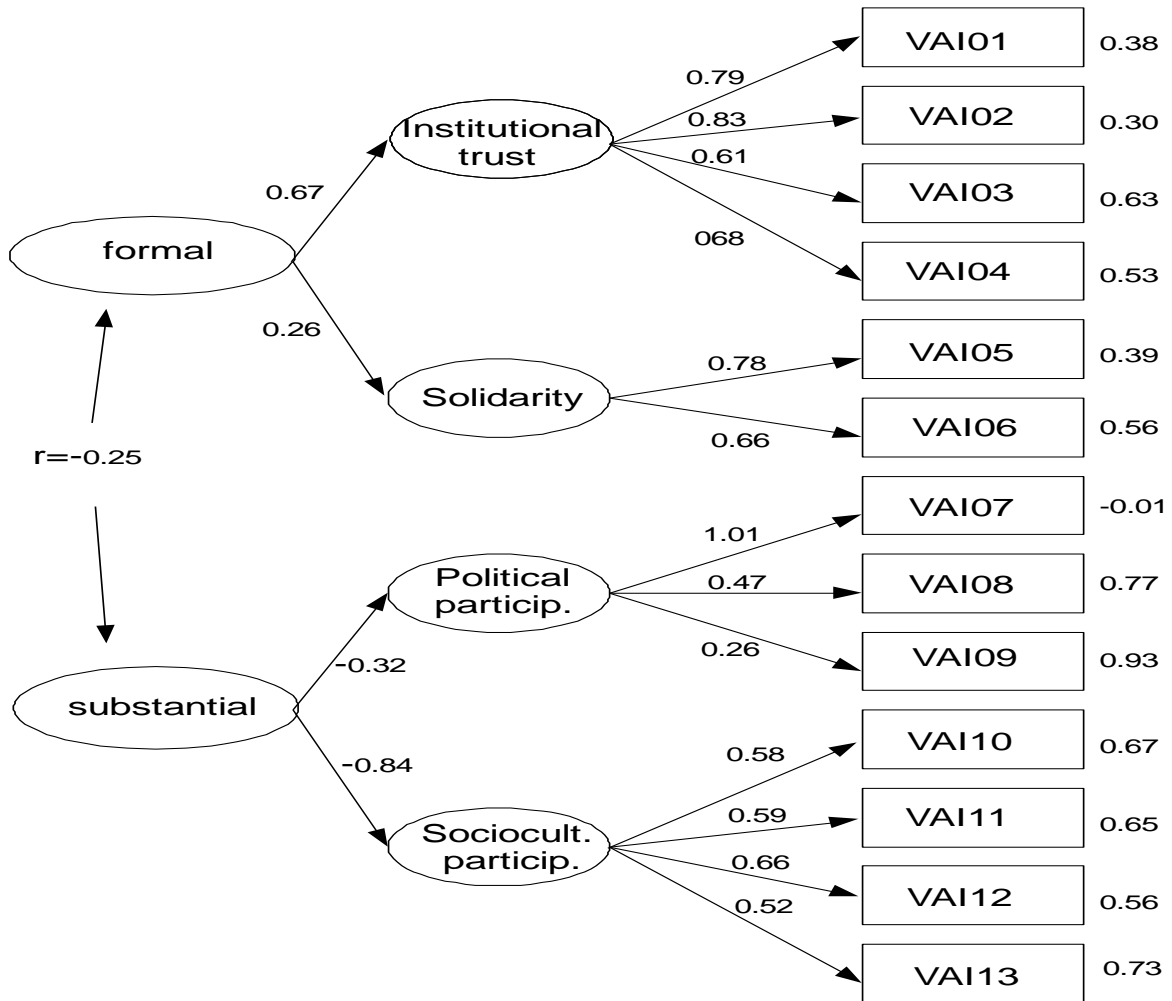 VAI01
0.38
0.79
VAI02
0.30
Institutional
trust
0.83
0.61
VAI03
0.63
0.67
068
formal
VAI04
0.53
0.26
VAI05
0.39
0.78
Solidarity
VAI06
0.56
0.66
r=-0.25
VAI07
-0.01
1.01
Political
particip.
0.47
VAI08
0.77
0.26
VAI09
0.93
-0.32
substantial
-0.84
VAI10
0.67
0.58
VAI11
0.65
0.59
Sociocult.
particip.
0.66
VAI12
0.56
0.52
VAI13
0.73